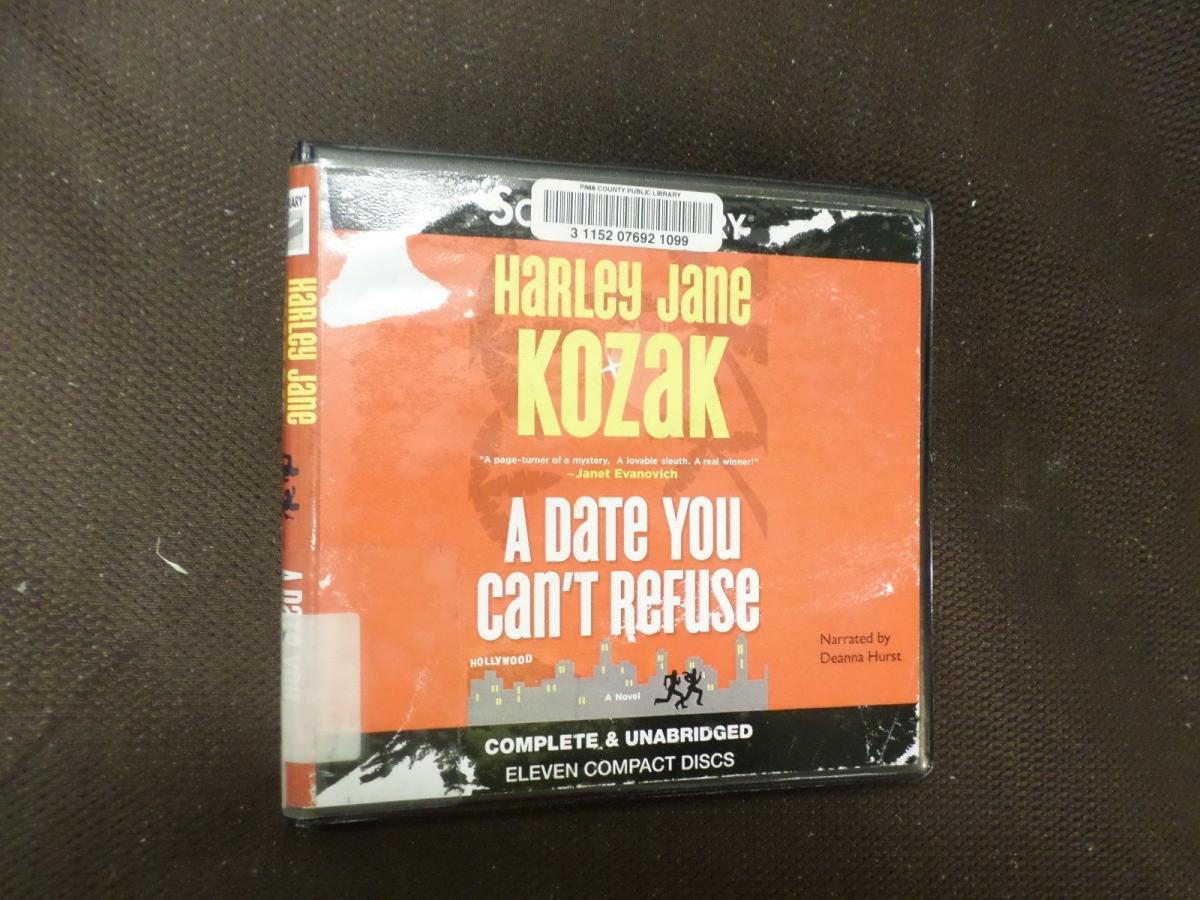 PIMA COUNTY PUBLIC LIBRARY
3 1152 07692 1099
HARLEY JANE
KOZAK
"A page-turner of a mystery. A lovable sleuth. A real winner!"
—Janet Evanovich
A DATE YOU
CAN'T REFUSE
HOLLYWOOD
A Novel
Narrated by
Deanna Hurst
COMPLETE & UNABRIDGED
ELEVEN COMPACT DISCS
HARLEY JANE
A DATE YOU